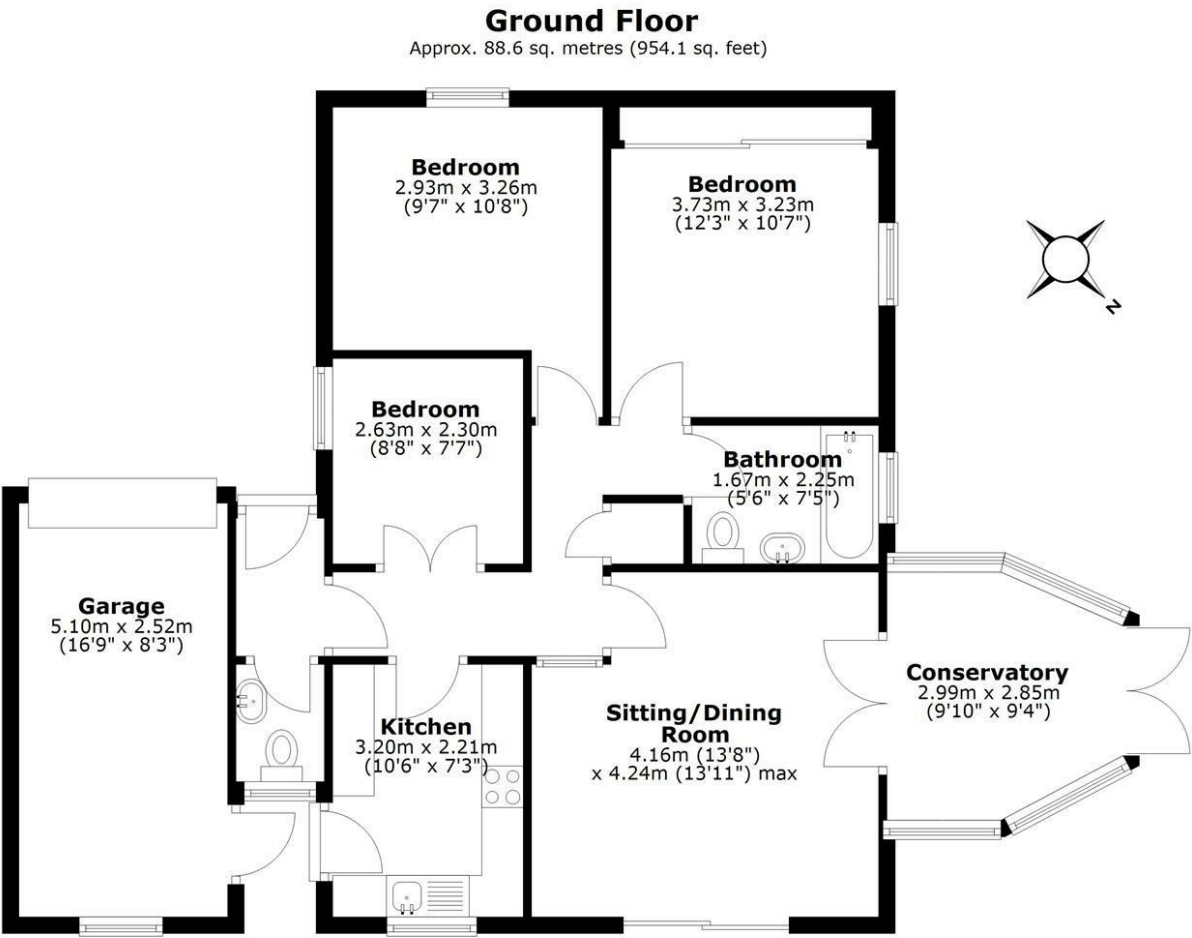 Ground Floor
Approx. 88.6 sq. metres (954.1 sq. feet)
Bedroom
2.93m x 3.26m
(9'7" x 10'8")
Bedroom
3.73m x 3.23m
(12'3" x 10'7")
N
Bedroom
2.63m x 2.30m
(8'8" x 7'7")
Bathroom
1.67m x 2.25m
(5'6" x 7'5")
Garage
5.10m x 2.52m
(16'9" x 8'3")
Kitchen
3.20m x 2.21m
(10'6" x 7'3")
Sitting/Dining
Room
4.16m (13'8")
x 4.24m (13'11") max
Conservatory
2.99m x 2.85m
(9'10" x 9'4")